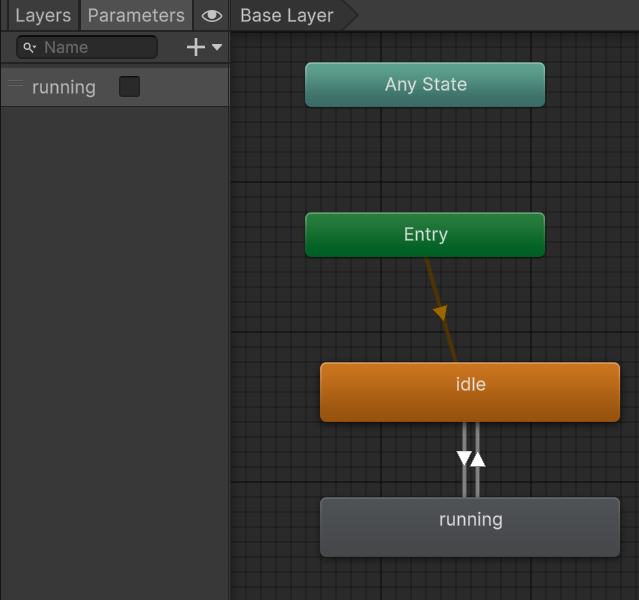 Layers
Parameters
Base Layer
Name
running
Any State
Entry
idle
running